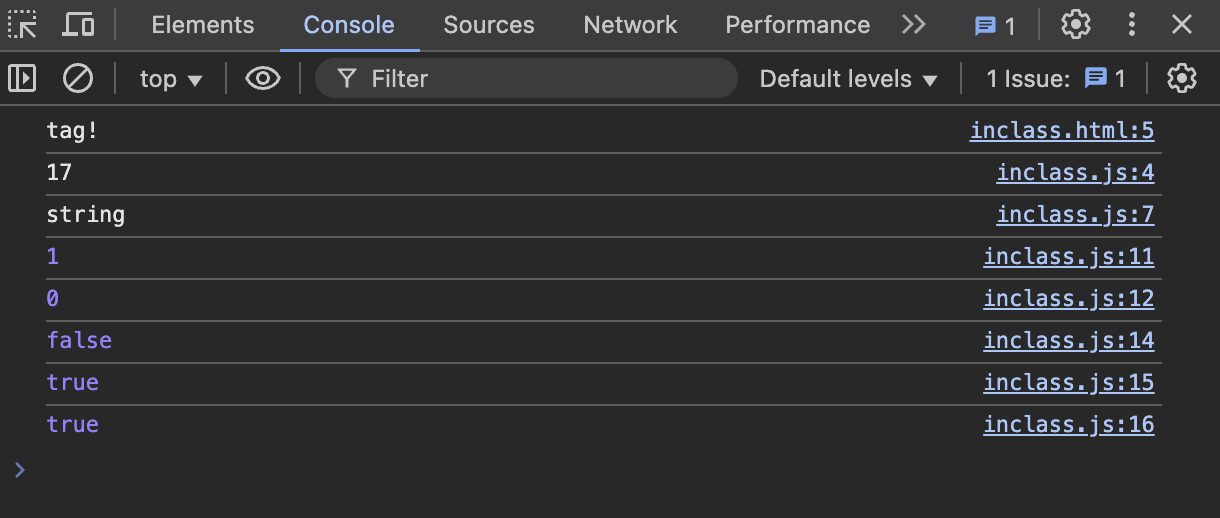 Elements Console Sources Network Performance 1
top Filter Default levels 1 Issue: 1
tag! inclass.html:5
17 inclass.js:4
string inclass.js:7
1 inclass.js:11
0 inclass.js:12
false inclass.js:14
true inclass.js:15
true inclass.js:16